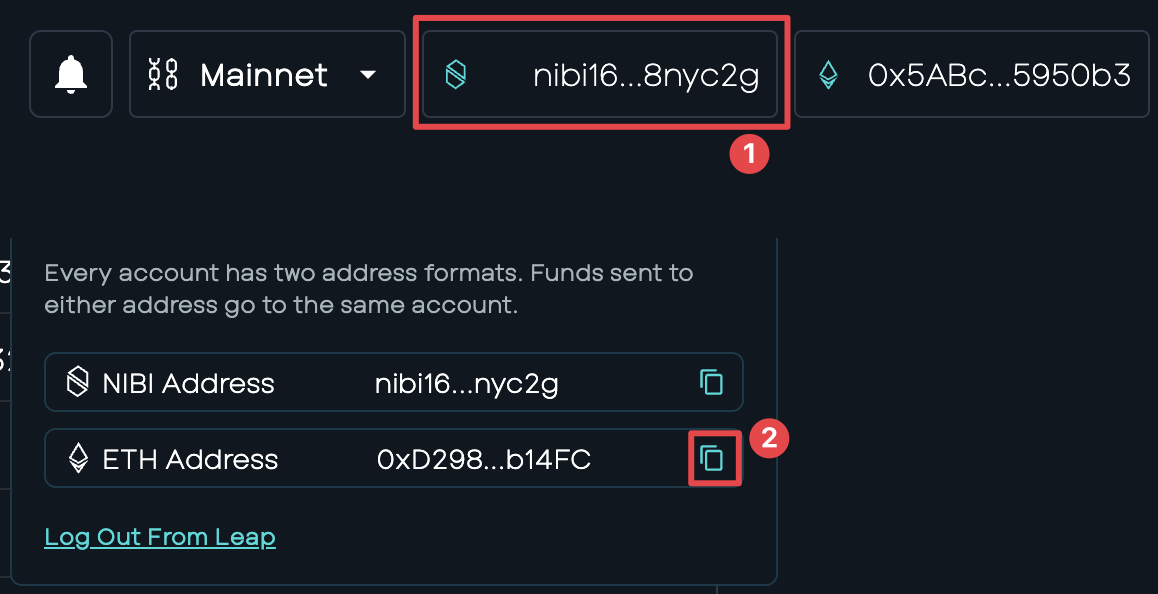 Mainnet
nibi16...8nyc2g
0x5ABc...5950b3
1
Every account has two address formats. Funds sent to
either address go to the same account.
NIBI Address
nibi16...nyc2g
ETH Address
0xD298...b14FC
2
Log Out From Leap